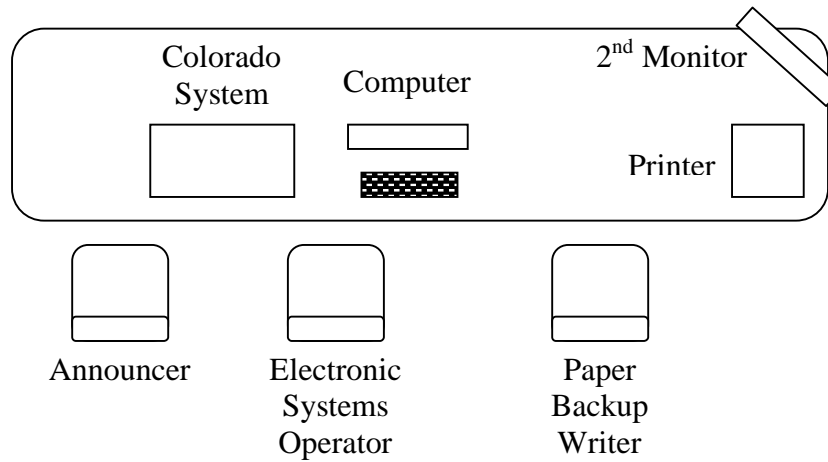 Colorado
System
Computer
2nd Monitor
Printer
Announcer
Electronic
Systems
Operator
Paper
Backup
Writer